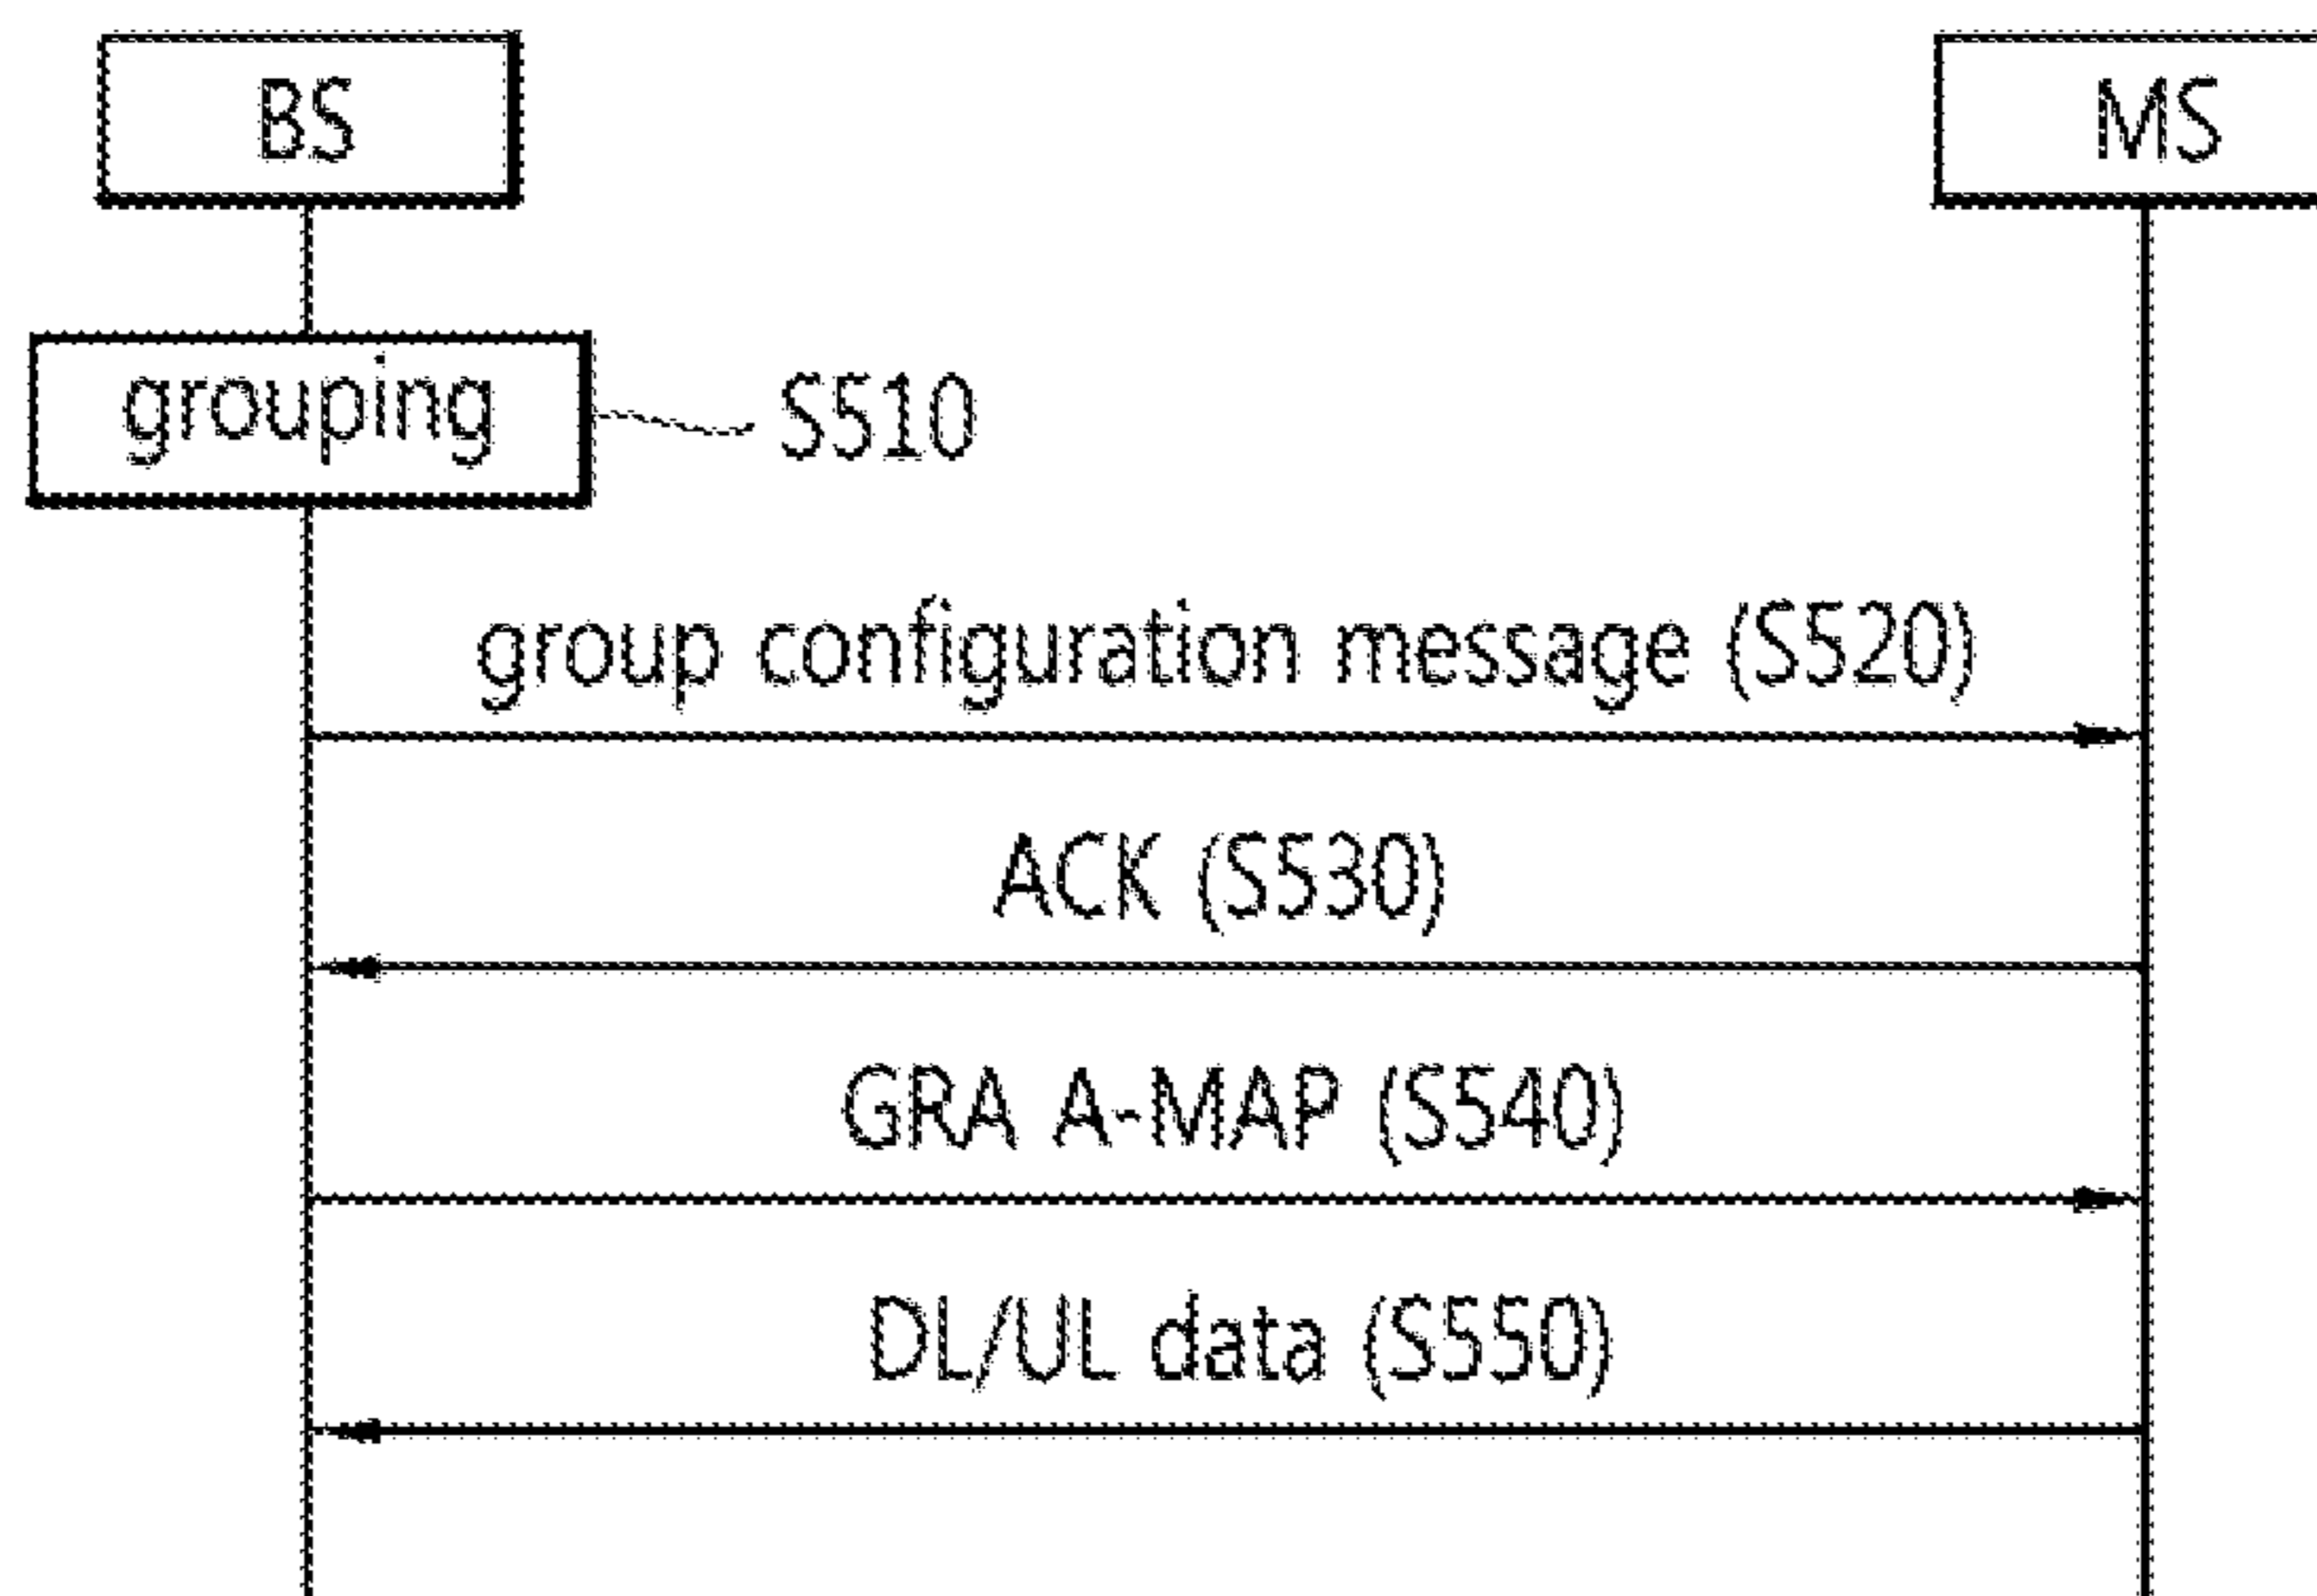 BS
MS
grouping
S510
group configuration message (S520)
ACK (S530)
GRA A-MAP (S540)
DL/UL data (S550)